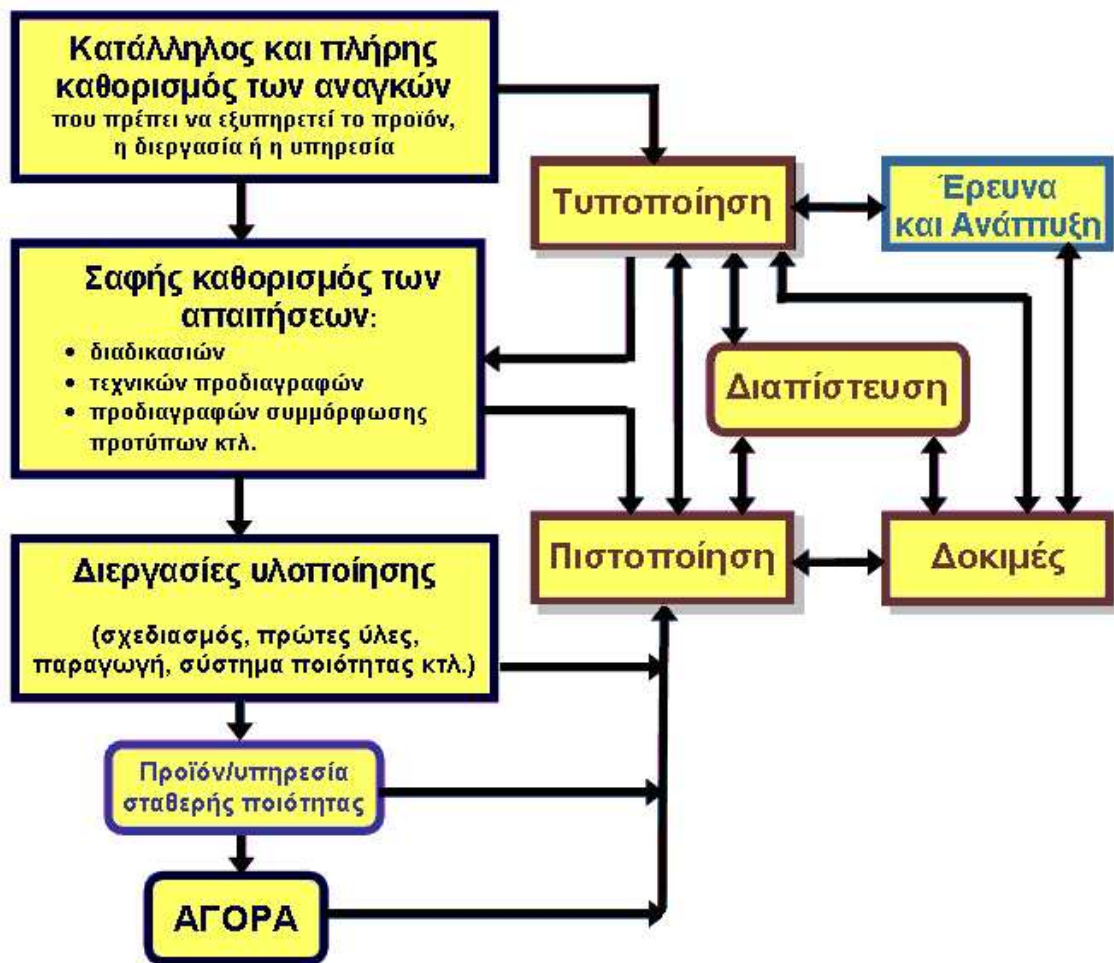 Κατάλληλος και πλήρης
καθορισμός των αναγκών
που πρέπει να εξυπηρετεί το προϊόν,
η διεργασία ή η υπηρεσία
Τυποποίηση
Έρευνα
και Ανάπτυξη
Σαφής καθορισμός των
απαιτήσεων:
• διαδικασιών
• τεχνικών προδιαγραφών
• προδιαγραφών συμμόρφωσης
προτύπων κτλ.
Διαπίστευση
Πιστοποίηση
Δοκιμές
Διεργασίες υλοποίησης
(σχεδιασμός, πρώτες ύλες,
παραγωγή, σύστημα ποιότητας κτλ.)
Προϊόν/υπηρεσία
σταθερής ποιότητας
ΑΓΟΡΑ